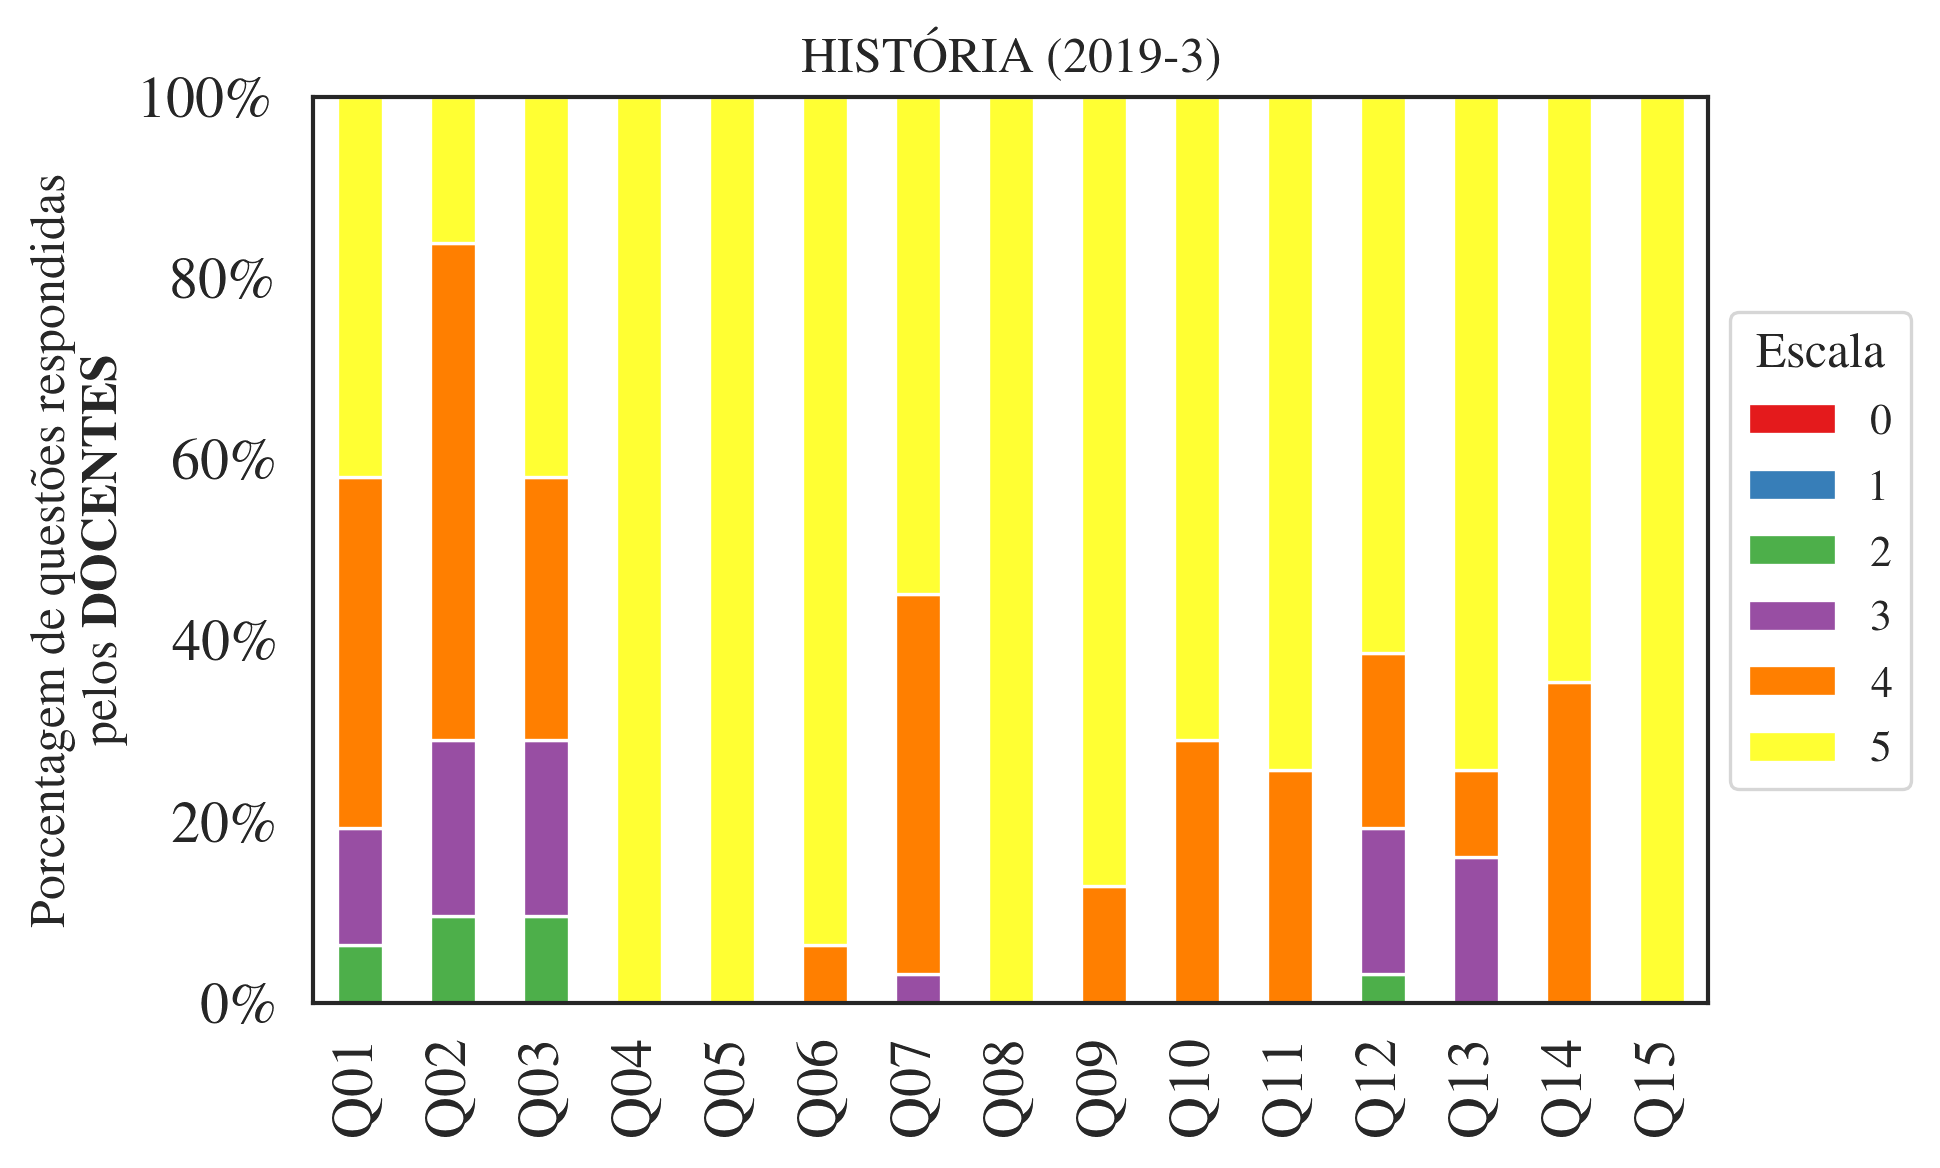 HISTÓRIA (2019-3)
Porcentagem de questões respondidas
pelos DOCENTES
100%
80%
60%
40%
20%
0%
Q01
Q02
Q03
Q04
Q05
Q06
Q07
Q08
Q09
Q10
Q11
Q12
Q13
Q14
Q15
Escala
0
1
2
3
4
5